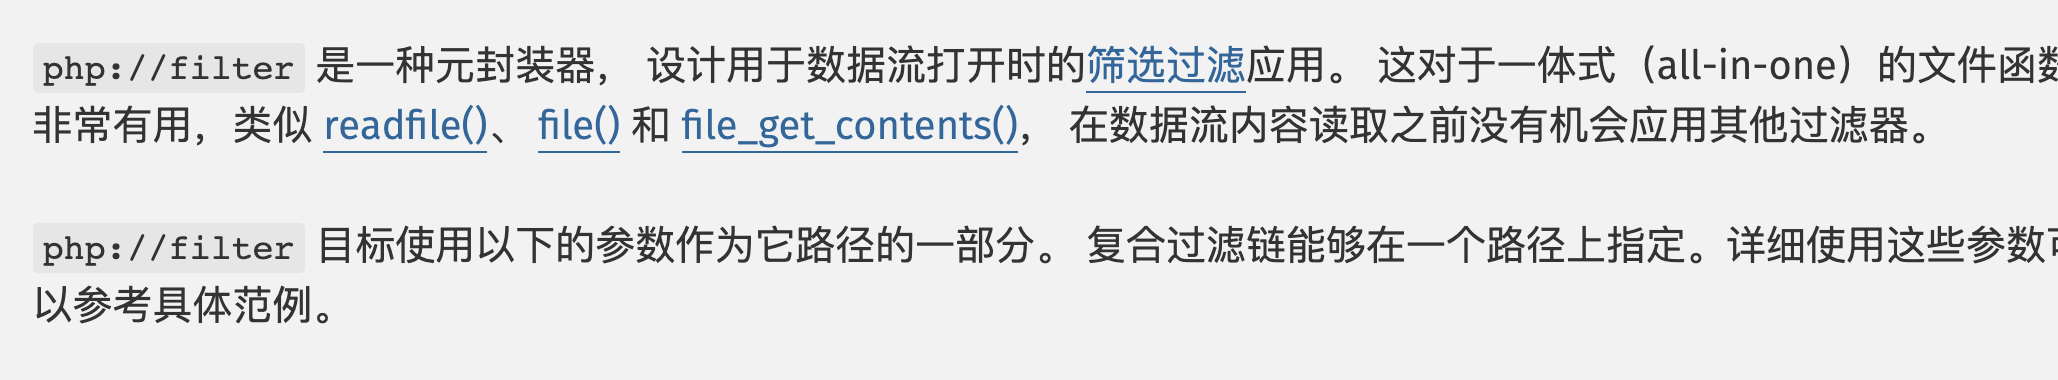 php://filter 是一种元封装器， 设计用于数据流打开时的筛选过滤应用。 这对于一体式（all-in-one）的文件函数
非常有用，类似 readfile()、 file() 和 file_get_contents()， 在数据流内容读取之前没有机会应用其他过滤器。
php://filter 目标使用以下的参数作为它路径的一部分。 复合过滤链能够在一个路径上指定。详细使用这些参数可
以参考具体范例。